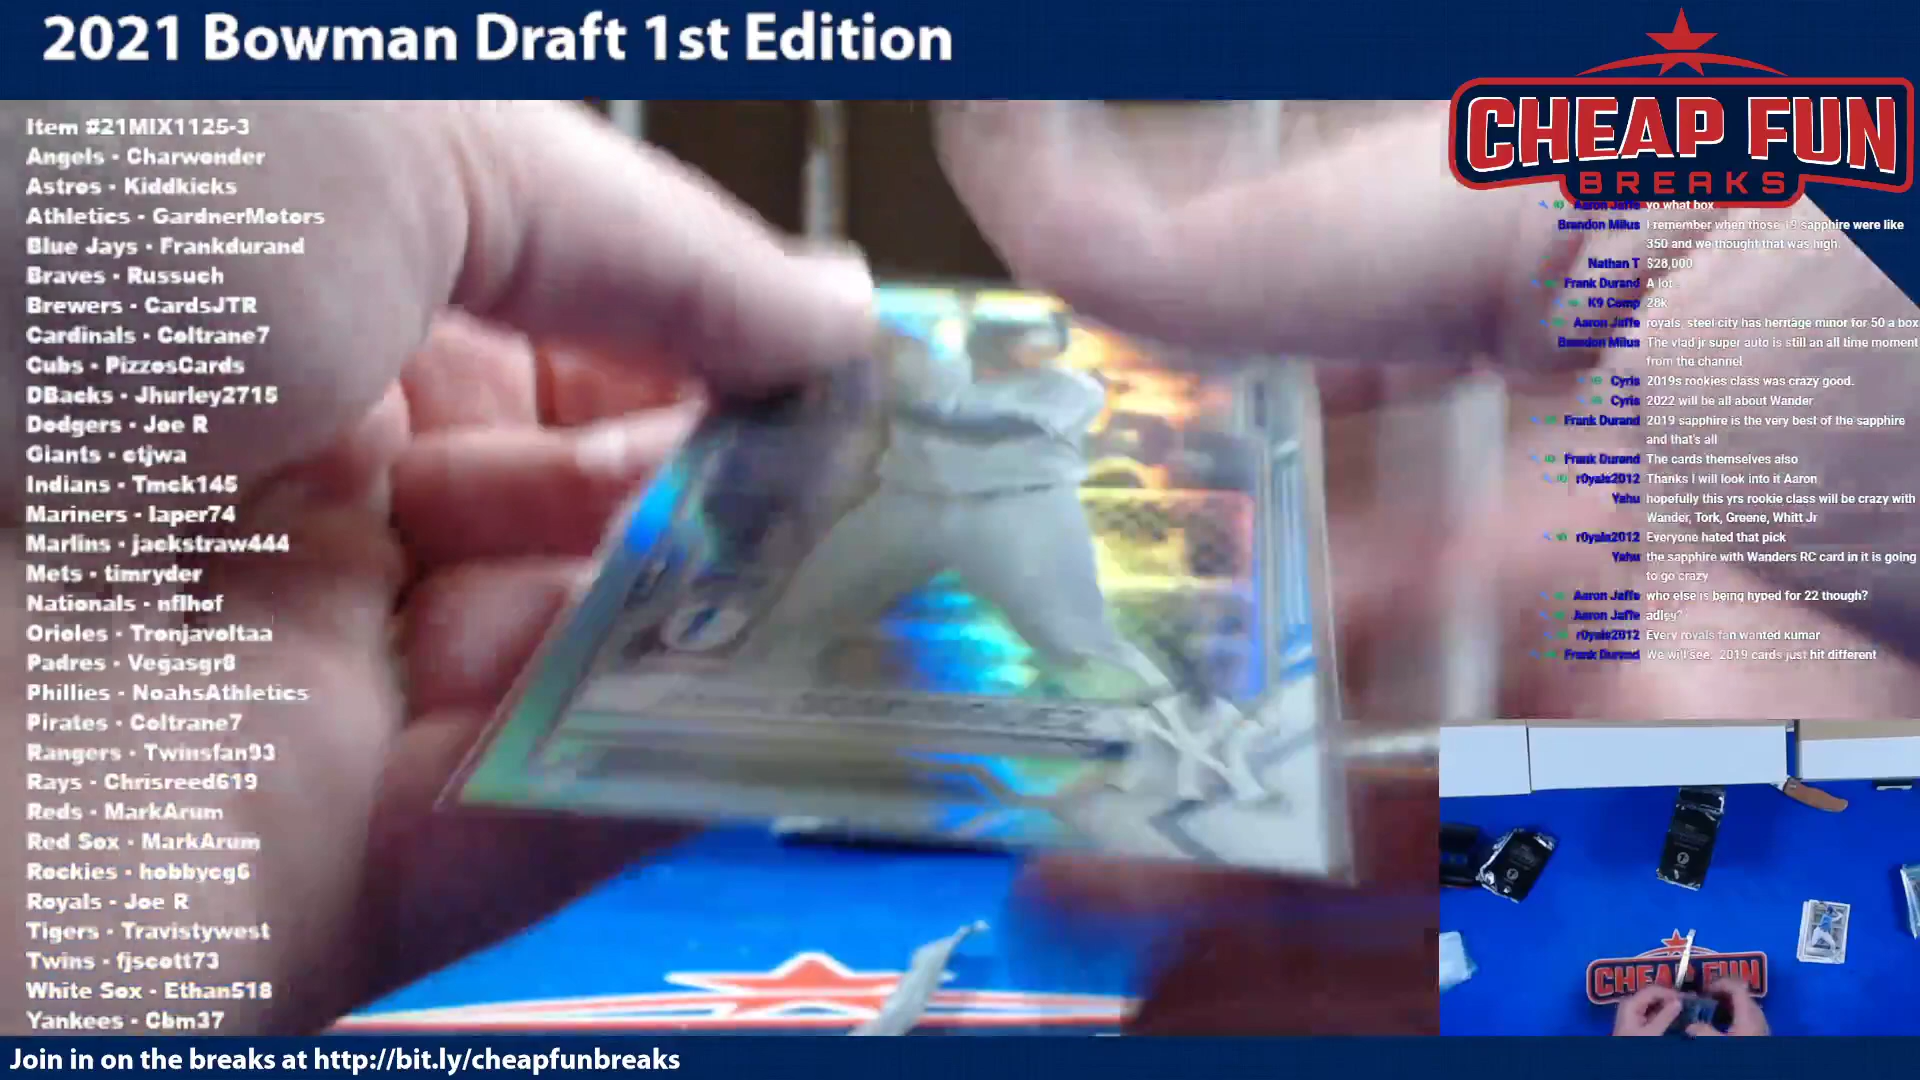 2021 Bowman Draft 1st Edition
CHEAP FUN
BREAKS
Item #21MIX1125-3
Angels - Charwonder
Astros - Kiddkicks
Athletics - GardnerMotors
Blue Jays - Frankdurand
Braves - Russuch
Brewers - CardsJTR
Cardinals - Coltrane7
Cubs - PizzosCards
DBacks - Jhurley2715
Dodgers - Joe R
Giants - ctjwa
Indians - Tmck145
Mariners - laper74
Marlins - jackstraw444
Mets - timryder
Nationals - nflhof
Orioles - Tronjavoltaa
Padres - Vegasgr8
Phillies - NoahsAthletics
Pirates - Coltrane7
Rangers - Twinsfan93
Rays - Chrisreed619
Reds - MarkArum
Red Sox - MarkArum
Rockies - hobbycg6
Royals - Joe R
Tigers - Travistywest
Twins - fjscott73
White Sox - Ethan518
Yankees - Cbm37
Aaron Jaffe yo what box
Brandon Milus I remember when those 19 sapphire were like
350 and we thought that was high.
Nathan T $28,000
Frank Durand A lot
K9 Comp 28k
Aaron Jaffe royals, steel city has herritage minor for 50 a box
Brandon Milus The vlad jr super auto is still an all time moment
from the channel
Cyris 2019s rookies class was crazy good.
Cyris 2022 will be all about Wander
Frank Durand 2019 sapphire is the very best of the sapphire
and that's all
Frank Durand The cards themselves also
r0yals2012 Thanks I will look into it Aaron
Yahu hopefully this yrs rookie class will be crazy with
Wander, Tork, Greene, Whitt Jr
r0yals2012 Everyone hated that pick
Yahu the sapphire with Wanders RC card in it is going
to go crazy
Aaron Jaffe who else is being hyped for 22 though?
Aaron Jaffe adley?
r0yals2012 Every royals fan wanted kumar
Frank Durand We will see. 2019 cards just hit different
CHEAP FUN
Join in on the breaks at http://bit.ly/cheapfunbreaks